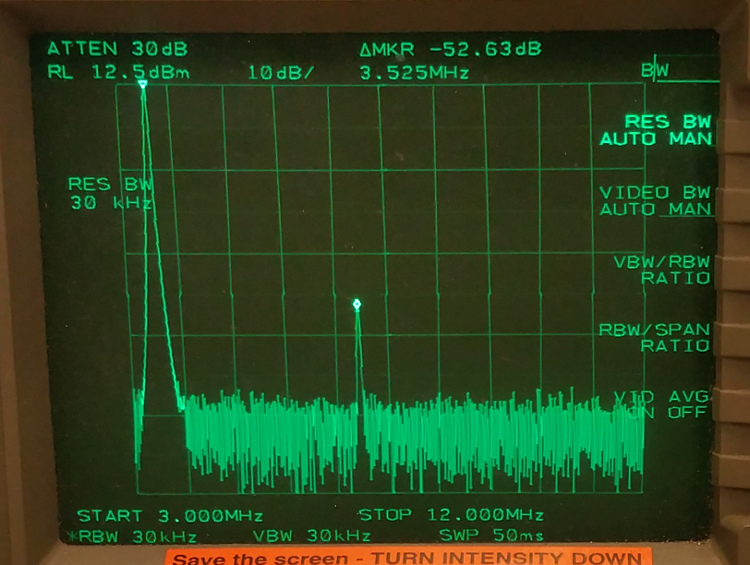 ATTEN 30dB
ΔMKR -52.63dB
RL 12.5dBm
10dB/
3.525MHz
BW
RES BW
AUTO MAN
RES BW
30 kHz
VIDEO BW
AUTO MAN
VBW/RBW
RATIO
RBW/SPAN
RATIO
VID AVG
ON OFF
START 3.000MHz
STOP 12.000MHz
*RBW 30kHz
VBW 30kHz
SWP 50ms
Save the screen - TURN INTENSITY DOWN